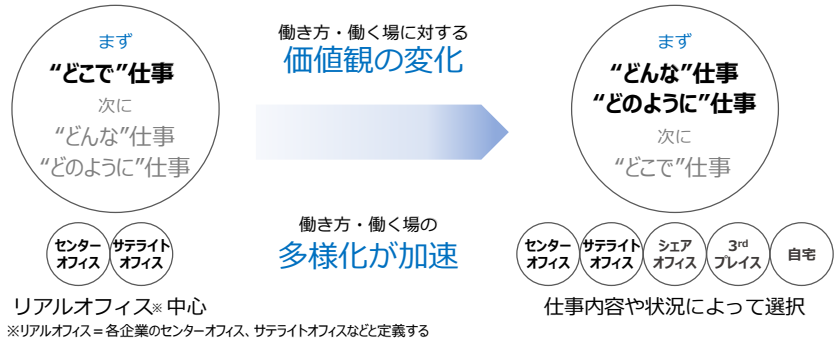 まず
“どこで”仕事
次に
“どんな”仕事
“どのように”仕事
センター
オフィス
サテライト
オフィス
リアルオフィス※ 中心
※リアルオフィス＝各企業のセンターオフィス、サテライトオフィスなどと定義する
働き方・働く場に対する
価値観の変化
働き方・働く場の
多様化が加速
まず
“どんな”仕事
“どのように”仕事
次に
“どこで”仕事
センター
オフィス
サテライト
オフィス
シェア
オフィス
3rd
プレイス
自宅
仕事内容や状況によって選択